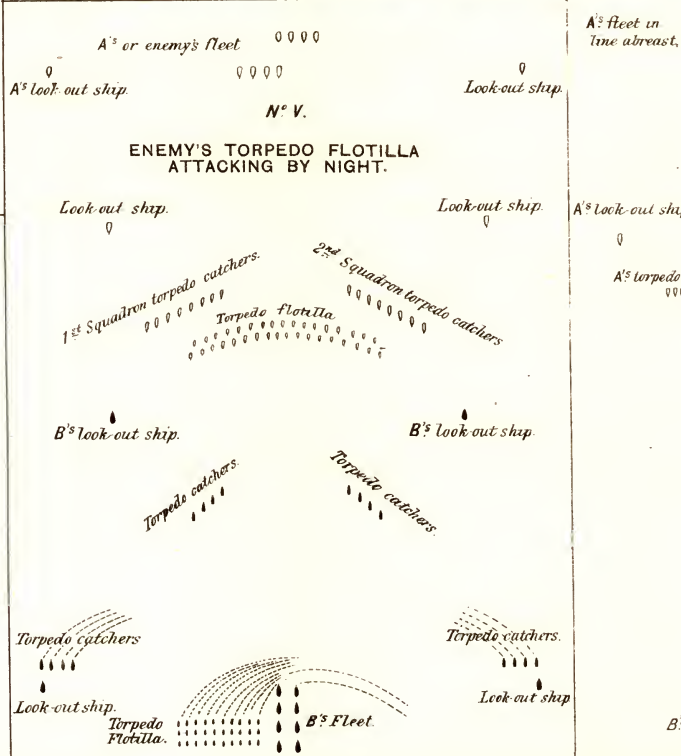 A's or enemy's fleet
A's look out ship.
Look-out ship.
Nº V.
ENEMY'S TORPEDO FLOTILLA
ATTACKING BY NIGHT.
Look-out ship.
Look-out ship.
1st Squadron torpedo catchers.
2nd Squadron torpedo catchers
Torpedo flotilla
B's look-out ship.
B's look-out ship.
Torpedo catchers.
Torpedo catchers.
Torpedo catchers
Torpedo catchers.
Look-out ship.
Look-out ship
Torpedo
Flotilla.
B's Fleet.
A's fleet in
line abreast,
A's look-out
A's torpedo